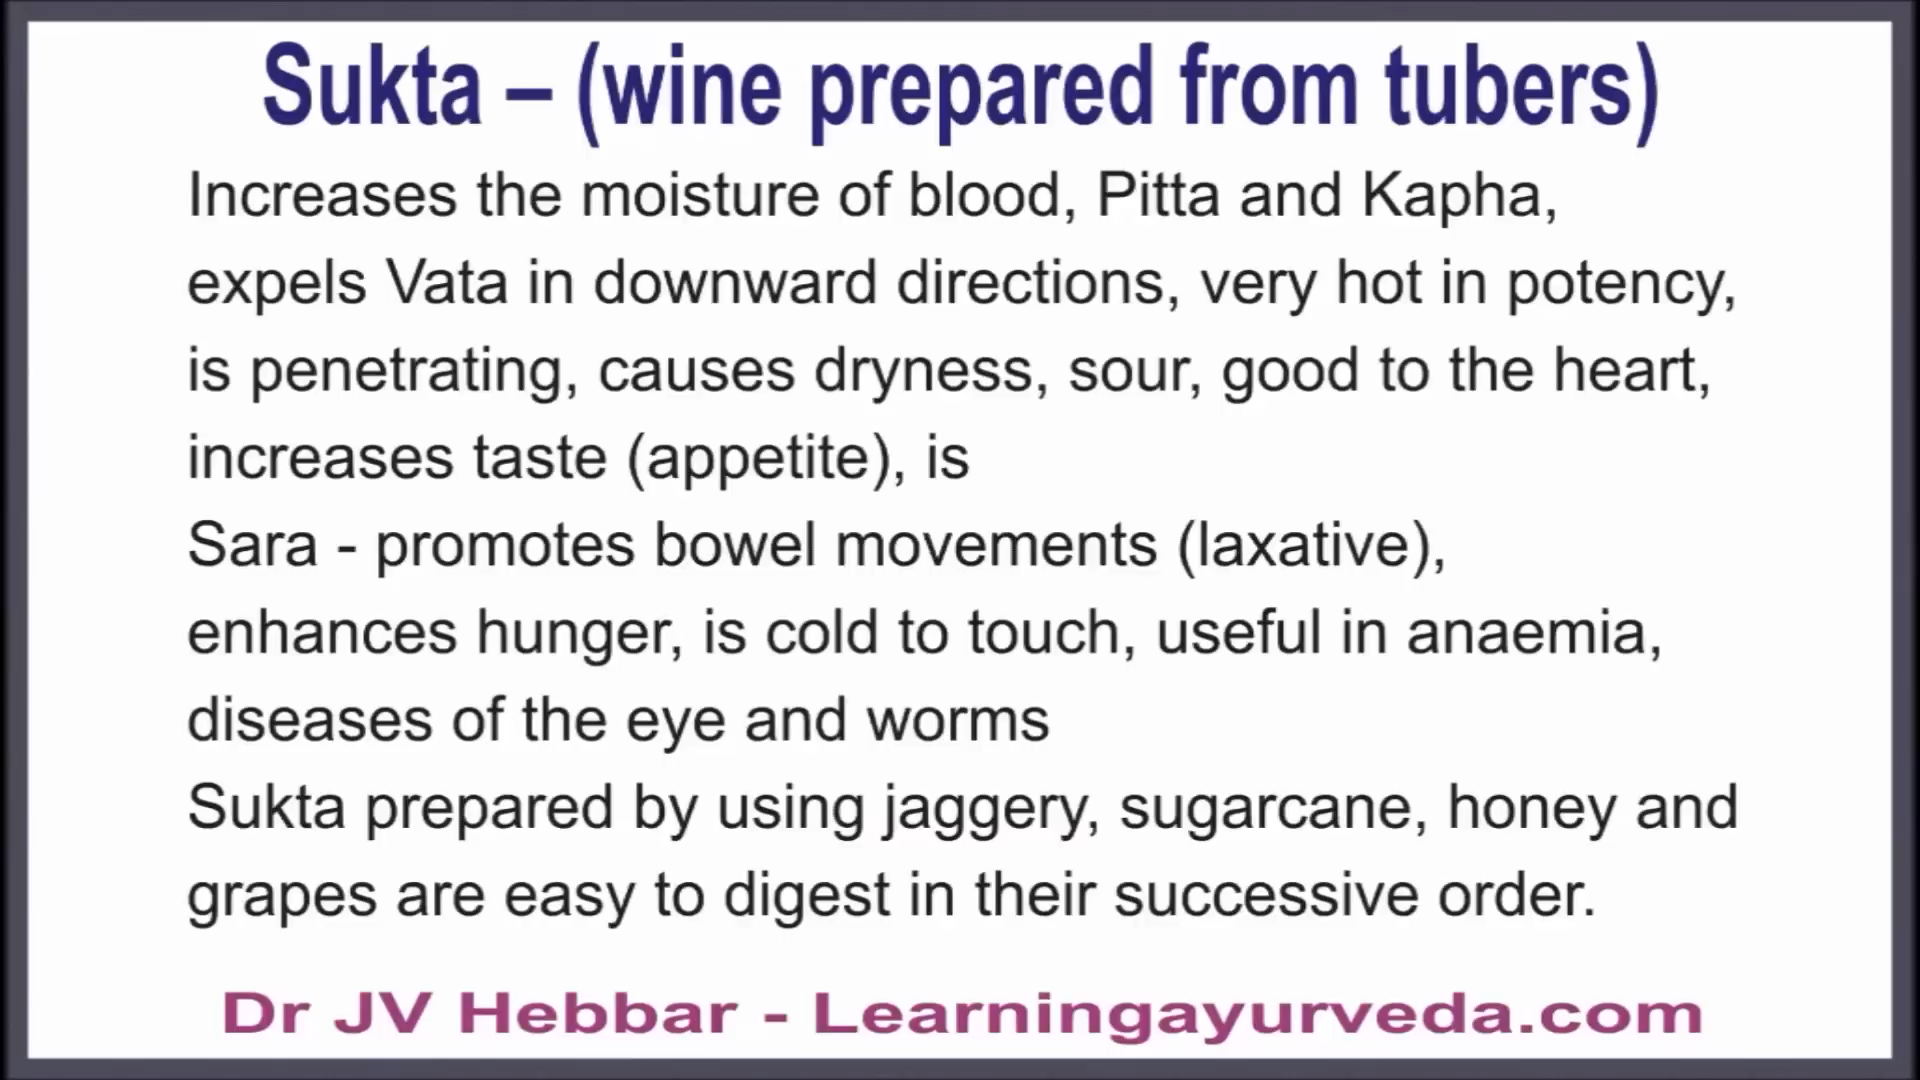 Sukta – (wine prepared from tubers)
Increases the moisture of blood, Pitta and Kapha,
expels Vata in downward directions, very hot in potency,
is penetrating, causes dryness, sour, good to the heart,
increases taste (appetite), is
Sara - promotes bowel movements (laxative),
enhances hunger, is cold to touch, useful in anaemia,
diseases of the eye and worms
Sukta prepared by using jaggery, sugarcane, honey and
grapes are easy to digest in their successive order.
Dr JV Hebbar - Learningayurveda.com